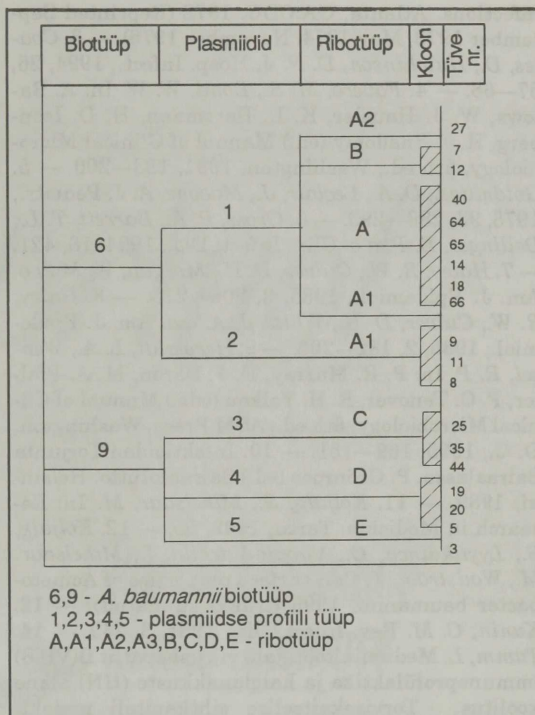 Biotüüp Plasmiidid Ribotüüp Kloon Tüve nr.
A2 27
B 7
12
40
1 A 64
6 65
14
18
A1 66
2 A1 9
11
8
3 C 25
9 35
44
4 D 19
20
5 E 5
3
6,9 - A. baumannii biotüüp
1,2,3,4,5 - plasmiidse profiili tüüp
A,A1,A2,A3,B,C,D,E - ribotüüp